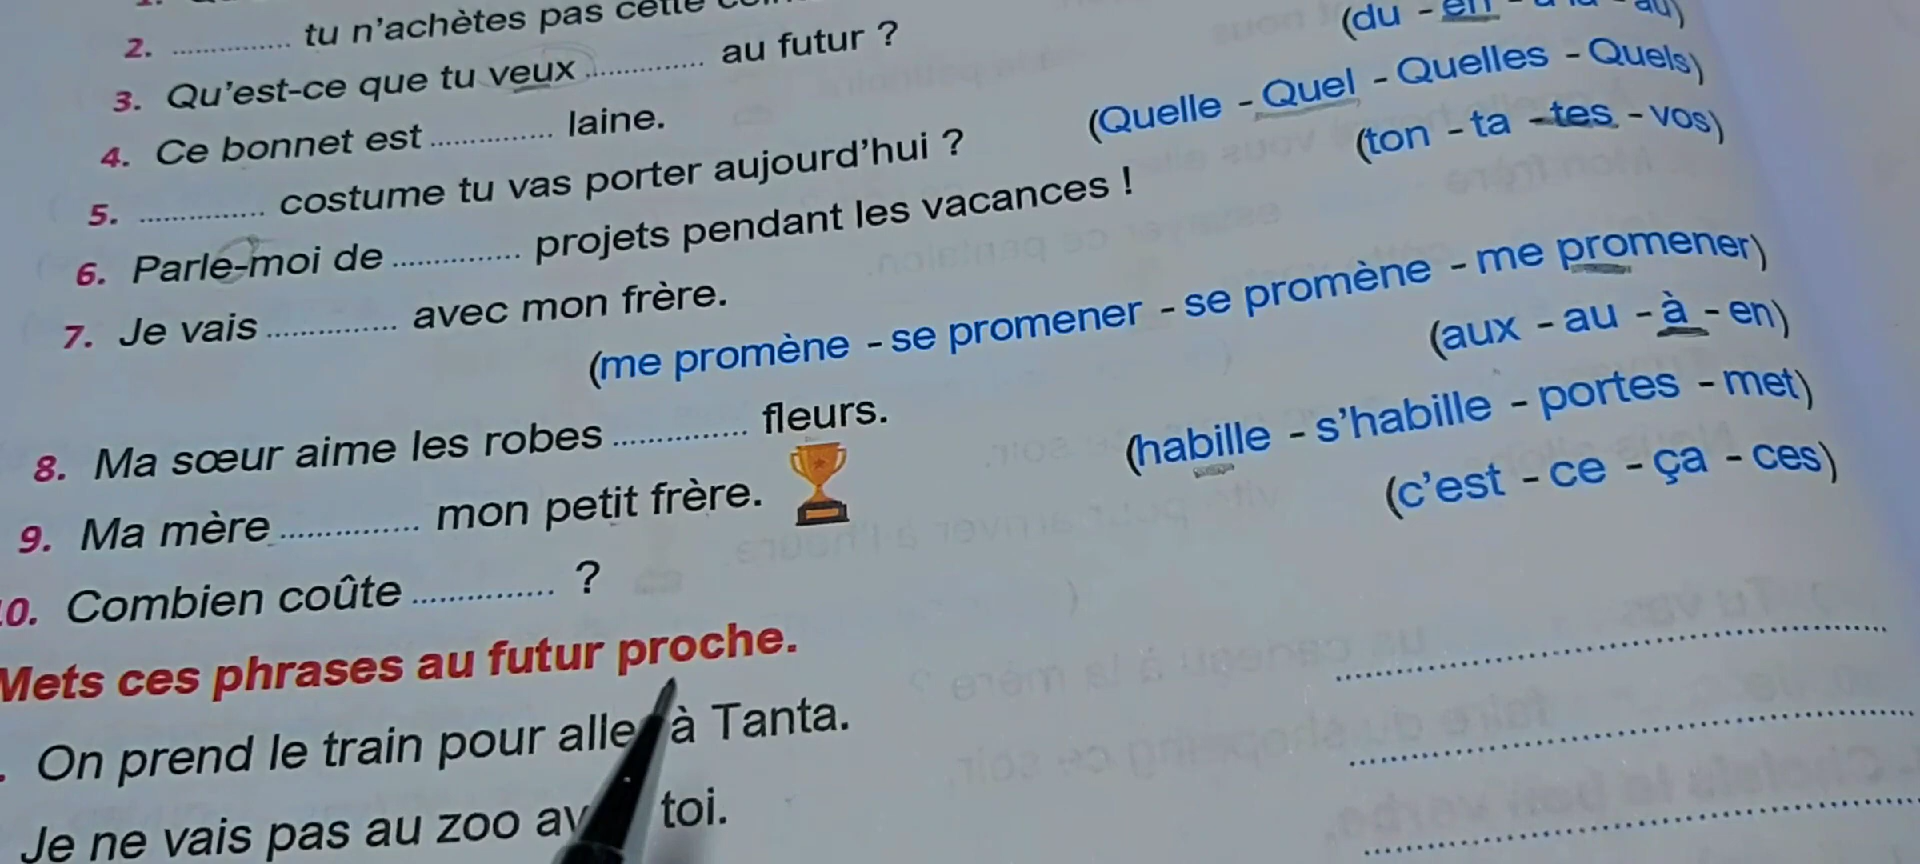 2. .............. tu n'achètes pas cette
3. Qu'est-ce que tu veux .............. au futur ?
(du - en - - au)
4. Ce bonnet est .............. laine.
(Quelle - Quel - Quelles - Quels)
5. .............. costume tu vas porter aujourd'hui ?
(ton - ta - tes - vos)
6. Parle-moi de .............. projets pendant les vacances !
7. Je vais .............. avec mon frère.
(me promène - se promener - se promène - me promener)
(aux - au - à - en)
8. Ma sœur aime les robes .............. fleurs.
(habille - s'habille - portes - met)
9. Ma mère .............. mon petit frère.
(c'est - ce - ça - ces)
10. Combien coûte .............. ?
Mets ces phrases au futur proche.
. On prend le train pour alle à Tanta.
Je ne vais pas au zoo av toi.